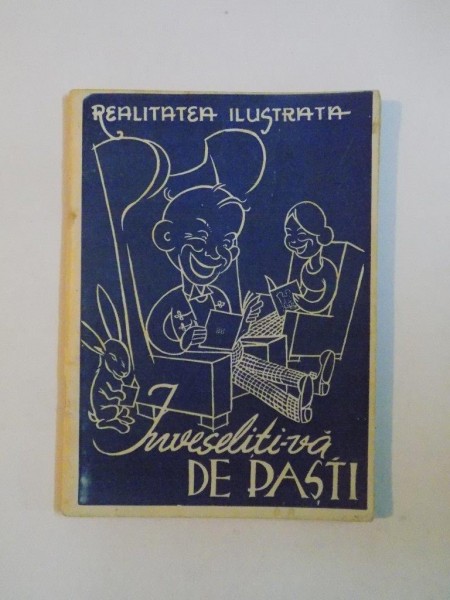 REALITATEA ILUSTRATA
Inveseliti-vă
DE PAȘTI